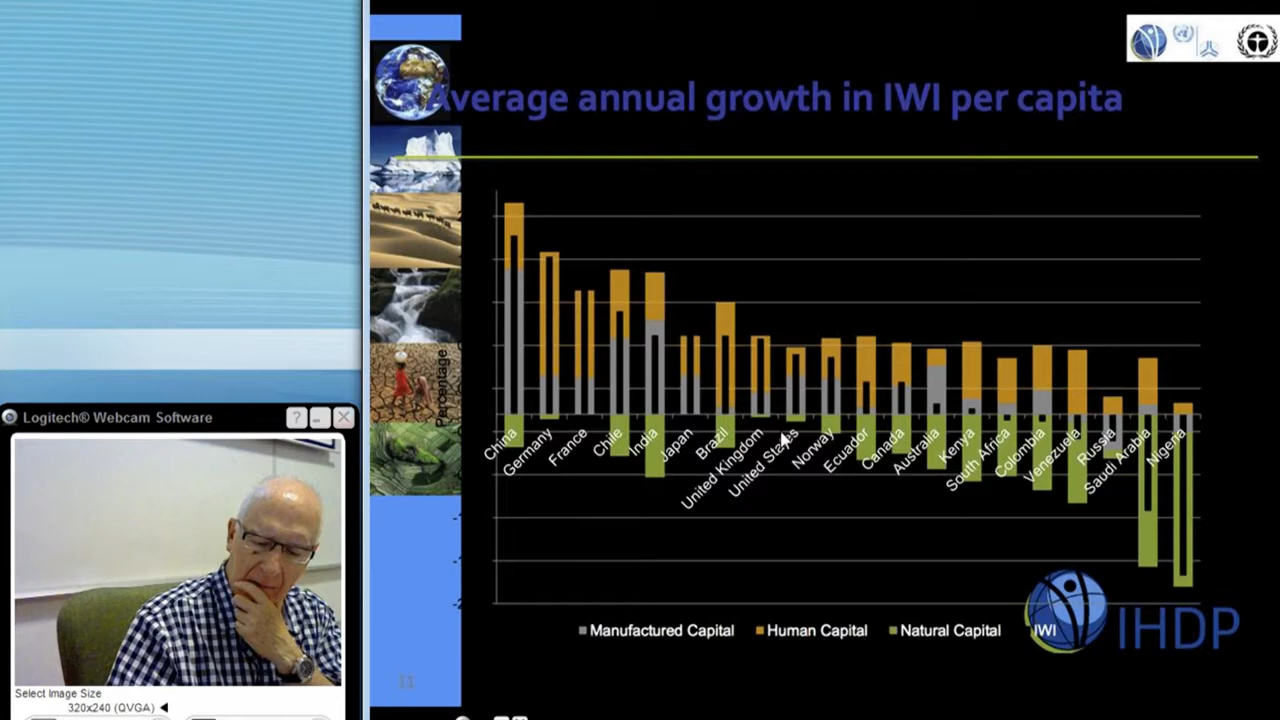 Average annual growth in IWI per capita
Percentage
China
Germany
France
Chile
India
Japan
Brazil
United Kingdom
United States
Norway
Ecuador
Canada
Australia
Kenya
South Africa
Colombia
Venezuela
Russia
Saudi Arabia
Nigeria
Manufactured Capital
Human Capital
Natural Capital
IWI
IHDP
11
Logitech® Webcam Software
Select Image Size
320x240 (QVGA)